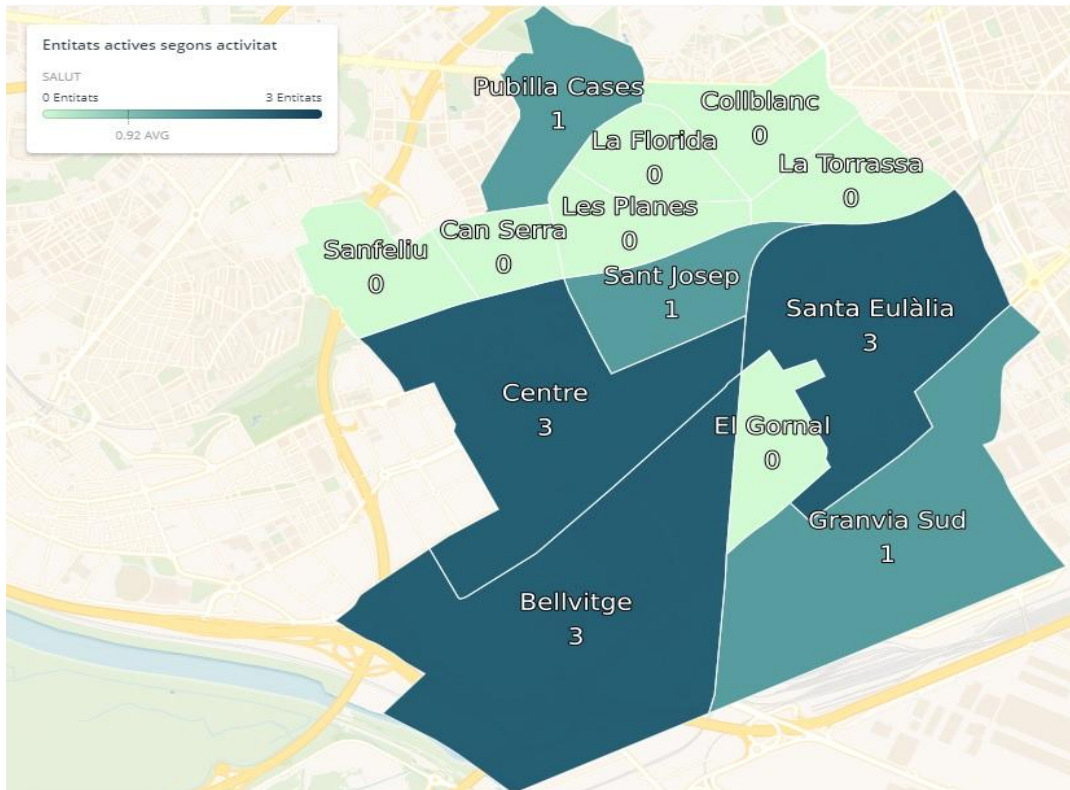 Entitats actives segons activitat
SALUT
0 Entitats 3 Entitats
0.92 AVG
Pubilla Cases
1
Collblanc
0
La Florida
0
La Torrassa
0
Les Planes
0
Can Serra
0
Sanfeliu
0
Sant Josep
1
Santa Eulàlia
3
Centre
3
El Gornal
0
Granvia Sud
1
Bellvitge
3